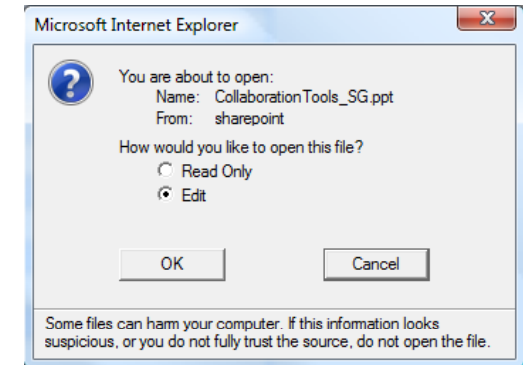 Microsoft Internet Explorer
You are about to open:
Name: CollaborationTools_SG.ppt
From: sharepoint
How would you like to open this file?
Read Only
Edit
OK Cancel
Some files can harm your computer. If this information looks
suspicious, or you do not fully trust the source, do not open the file.